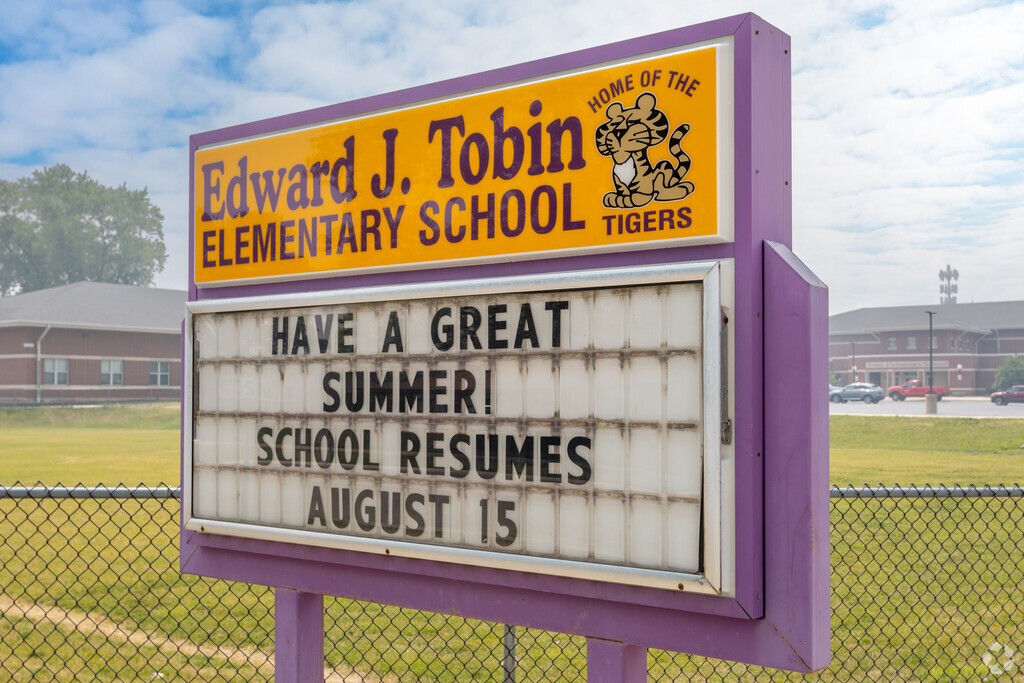 HOME OF THE
Edward J. Tobin
ELEMENTARY SCHOOL
TIGERS
HAVE A GREAT
SUMMER!
SCHOOL RESUMES
AUGUST 15